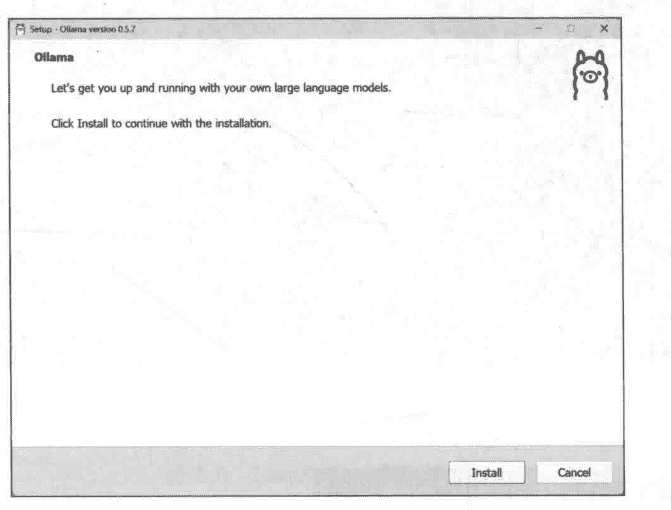 Setup - Ollama version 0.5.7
Ollama
Let's get you up and running with your own large language models.
Click Install to continue with the installation.
Install
Cancel